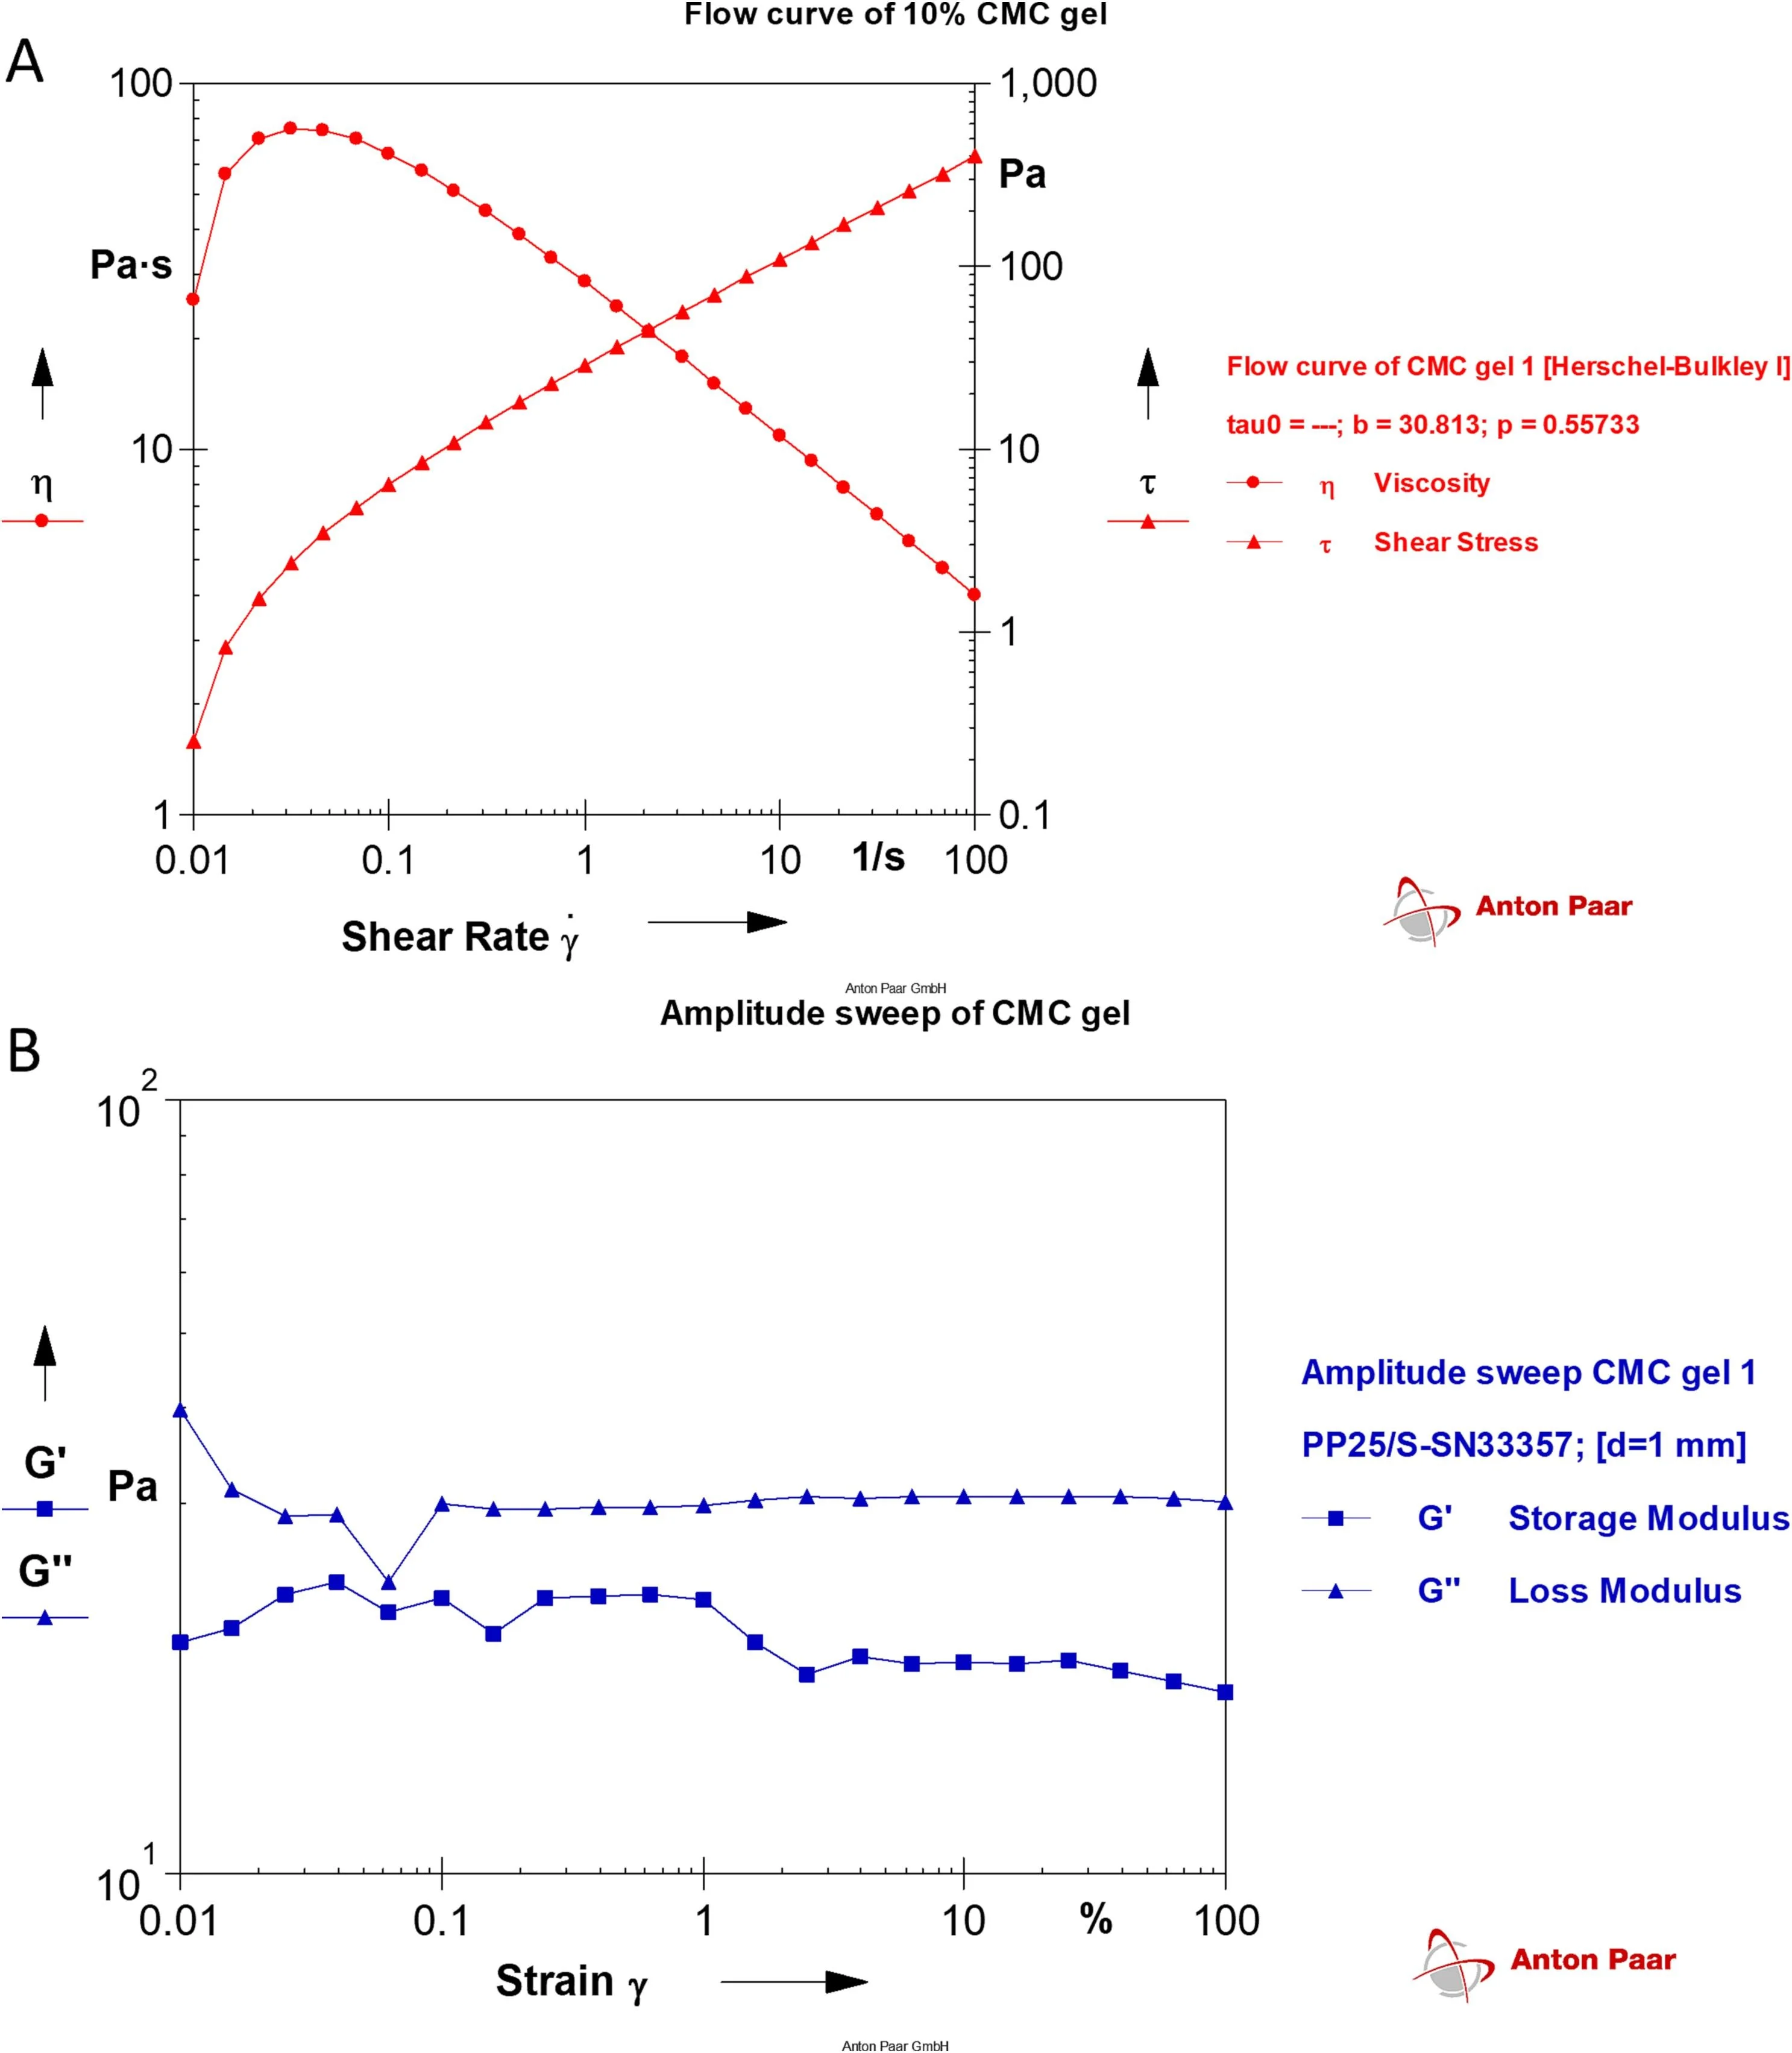 Flow curve of 10% CMC gel
A
100
1,000
Pa
Pa·s
100
Flow curve of CMC gel 1 [Herschel-Bulkley I]
tau0 = ---; b = 30.813; p = 0.55733
10
10
η
τ
η Viscosity
τ Shear Stress
1
1
0.1
0.01 0.1 1 10 1/s 100
Anton Paar
Shear Rate γ̇
Anton Paar GmbH
Amplitude sweep of CMC gel
B
10²
Amplitude sweep CMC gel 1
PP25/S-SN33357; [d=1 mm]
G'
Pa
G' Storage Modulus
G''
G'' Loss Modulus
10¹
0.01 0.1 1 10 % 100
Anton Paar
Strain γ
Anton Paar GmbH